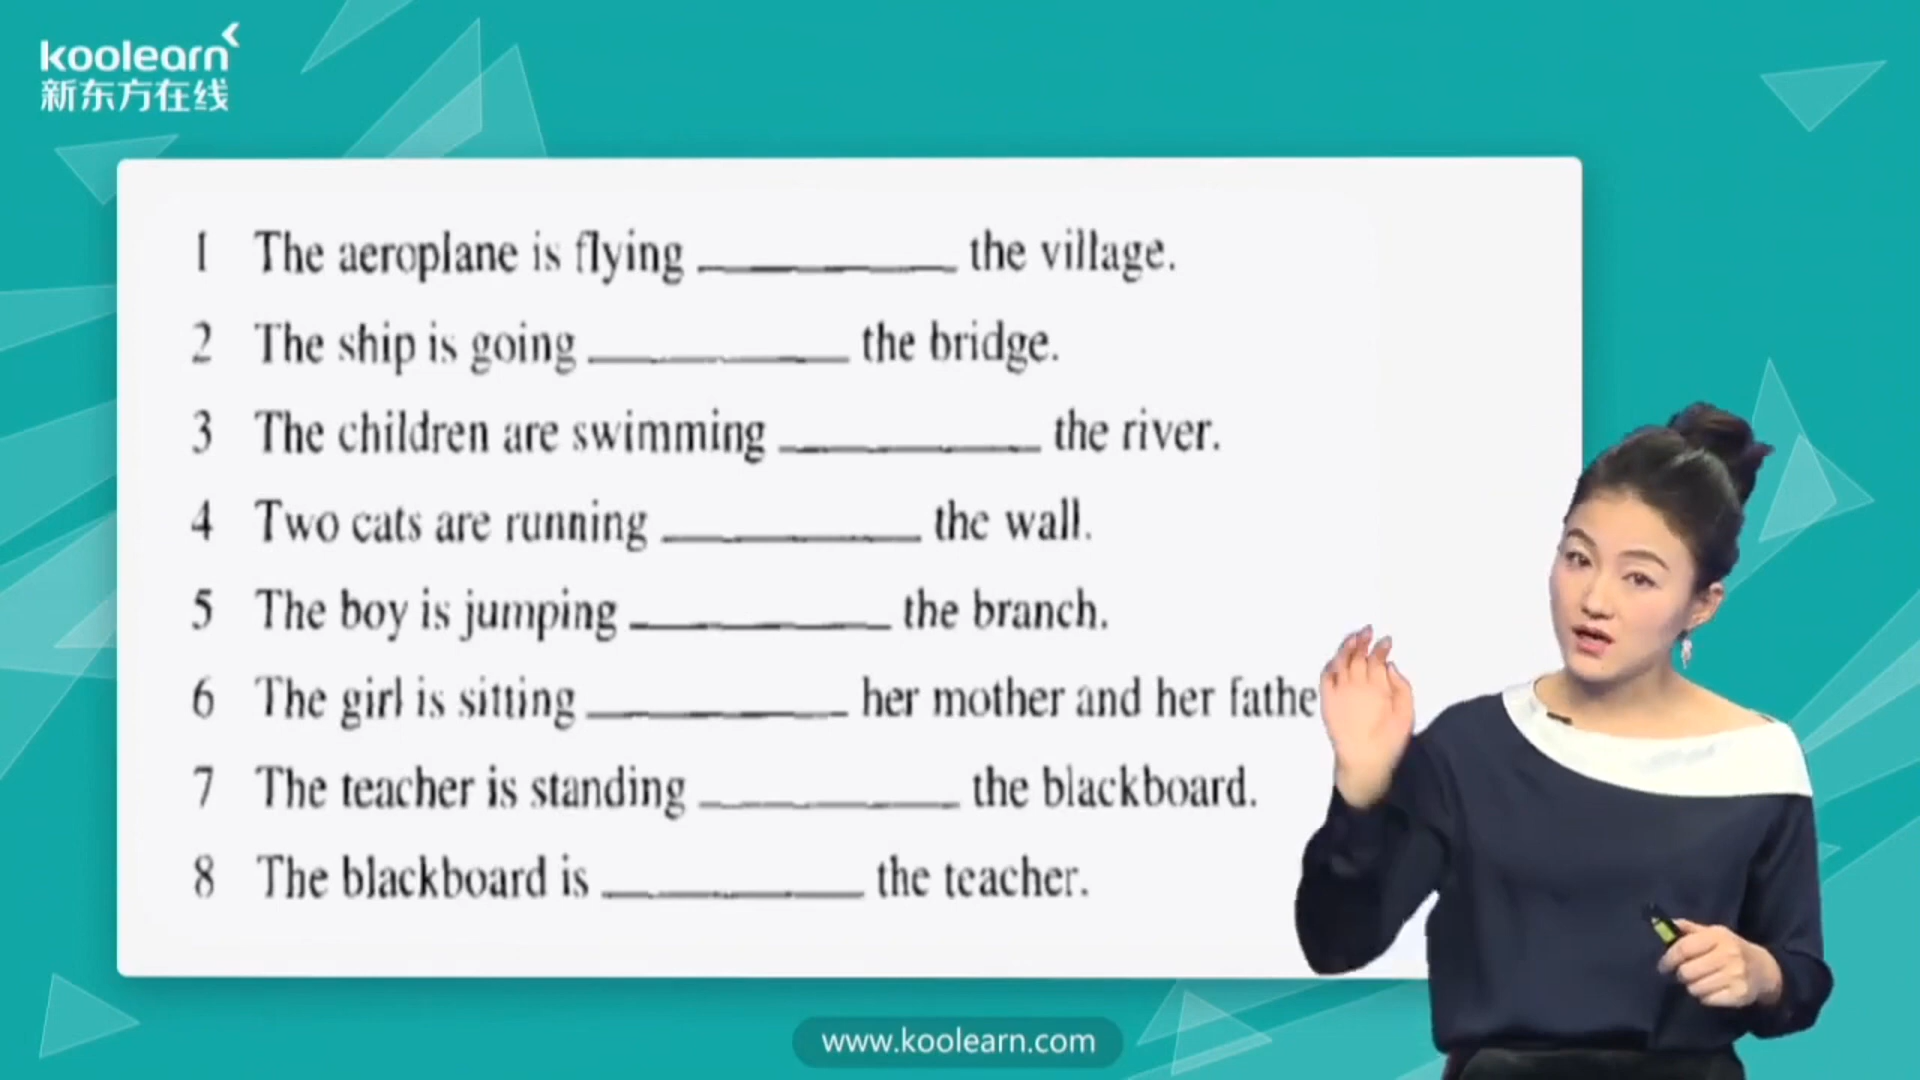 koolearn
新东方在线
1 The aeroplane is flying __________ the village.
2 The ship is going __________ the bridge.
3 The children are swimming __________ the river.
4 Two cats are running __________ the wall.
5 The boy is jumping __________ the branch.
6 The girl is sitting __________ her mother and her fathe
7 The teacher is standing __________ the blackboard.
8 The blackboard is __________ the teacher.
www.koolearn.com